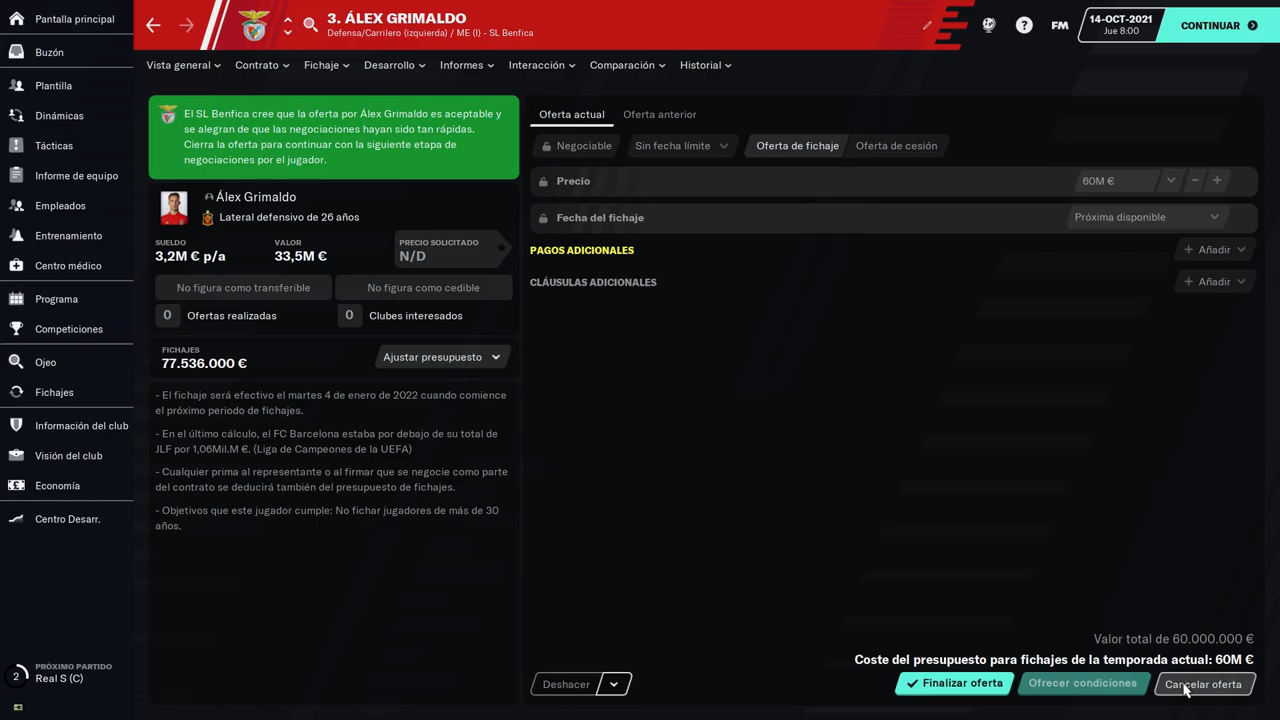 Pantalla principal
Buzón
Plantilla
Dinámicas
Tácticas
Informe de equipo
Empleados
Entrenamiento
Centro médico
Programa
Competiciones
Ojeo
Fichajes
Información del club
Visión del club
Economía
Centro Desarr.
2
PRÓXIMO PARTIDO
Real S (C)
3. ÁLEX GRIMALDO
Defensa/Carrilero (izquierda) / ME (I) - SL Benfica
?
FM
14-OCT-2021
Jue 8:00
CONTINUAR
Vista general
Contrato
Fichaje
Desarrollo
Informes
Interacción
Comparación
Historial
El SL Benfica cree que la oferta por Álex Grimaldo es aceptable y
se alegran de que las negociaciones hayan sido tan rápidas.
Cierra la oferta para continuar con la siguiente etapa de
negociaciones por el jugador.
Álex Grimaldo
Lateral defensivo de 26 años
SUELDO
3,2M € p/a
VALOR
33,5M €
PRECIO SOLICITADO
N/D
No figura como transferible
No figura como cedible
0 Ofertas realizadas
0 Clubes interesados
FICHAJES
77.536.000 €
Ajustar presupuesto
- El fichaje será efectivo el martes 4 de enero de 2022 cuando comience
el próximo periodo de fichajes.
- En el último cálculo, el FC Barcelona estaba por debajo de su total de
JLF por 1,06Mil.M €. (Liga de Campeones de la UEFA)
- Cualquier prima al representante o al firmar que se negocie como parte
del contrato se deducirá también del presupuesto de fichajes.
- Objetivos que este jugador cumple: No fichar jugadores de más de 30
años.
Oferta actual
Oferta anterior
Negociable
Sin fecha límite
Oferta de fichaje
Oferta de cesión
Precio
60M €
- +
Fecha del fichaje
Próxima disponible
PAGOS ADICIONALES
+ Añadir
CLÁUSULAS ADICIONALES
+ Añadir
Valor total de 60.000.000 €
Coste del presupuesto para fichajes de la temporada actual: 60M €
Deshacer
Finalizar oferta
Ofrecer condiciones
Cancelar oferta